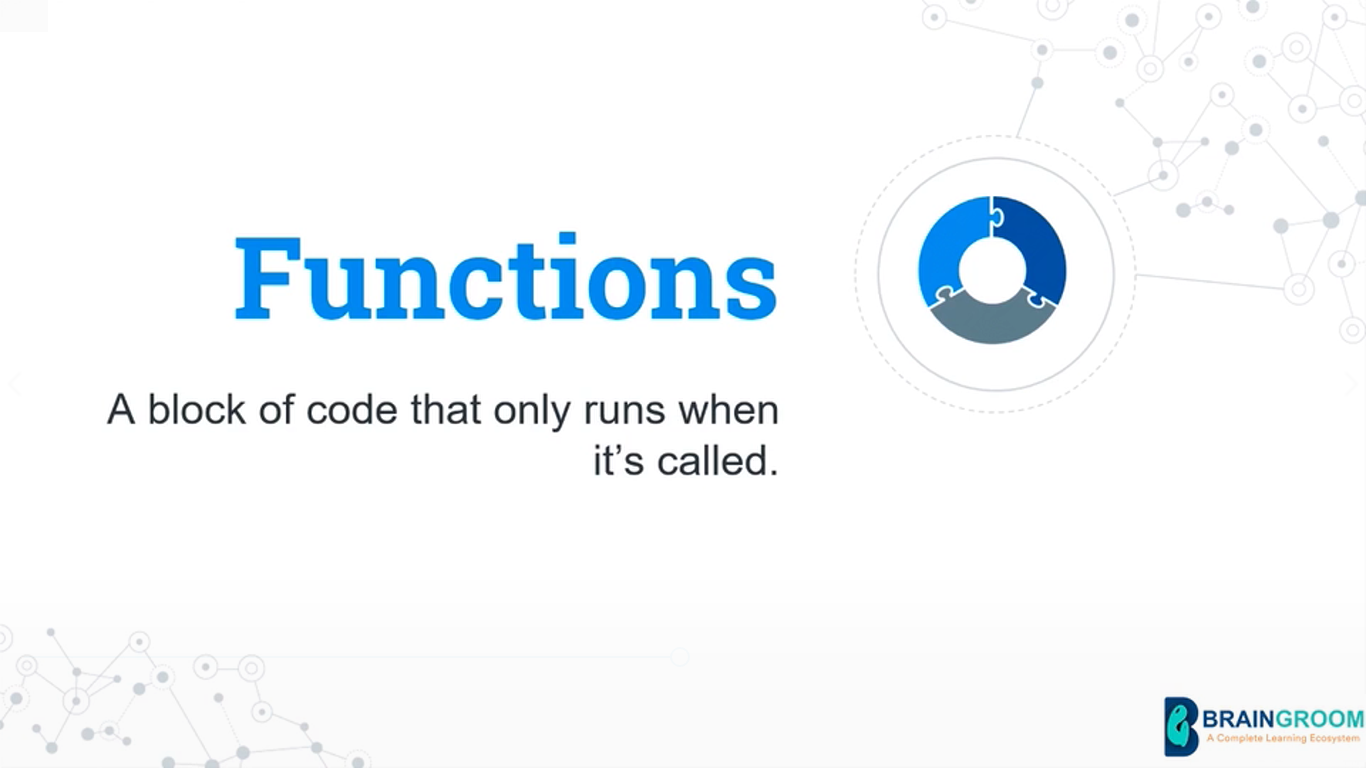 Functions
A block of code that only runs when
it’s called.
BRAINGROOM
A Complete Learning Ecosystem